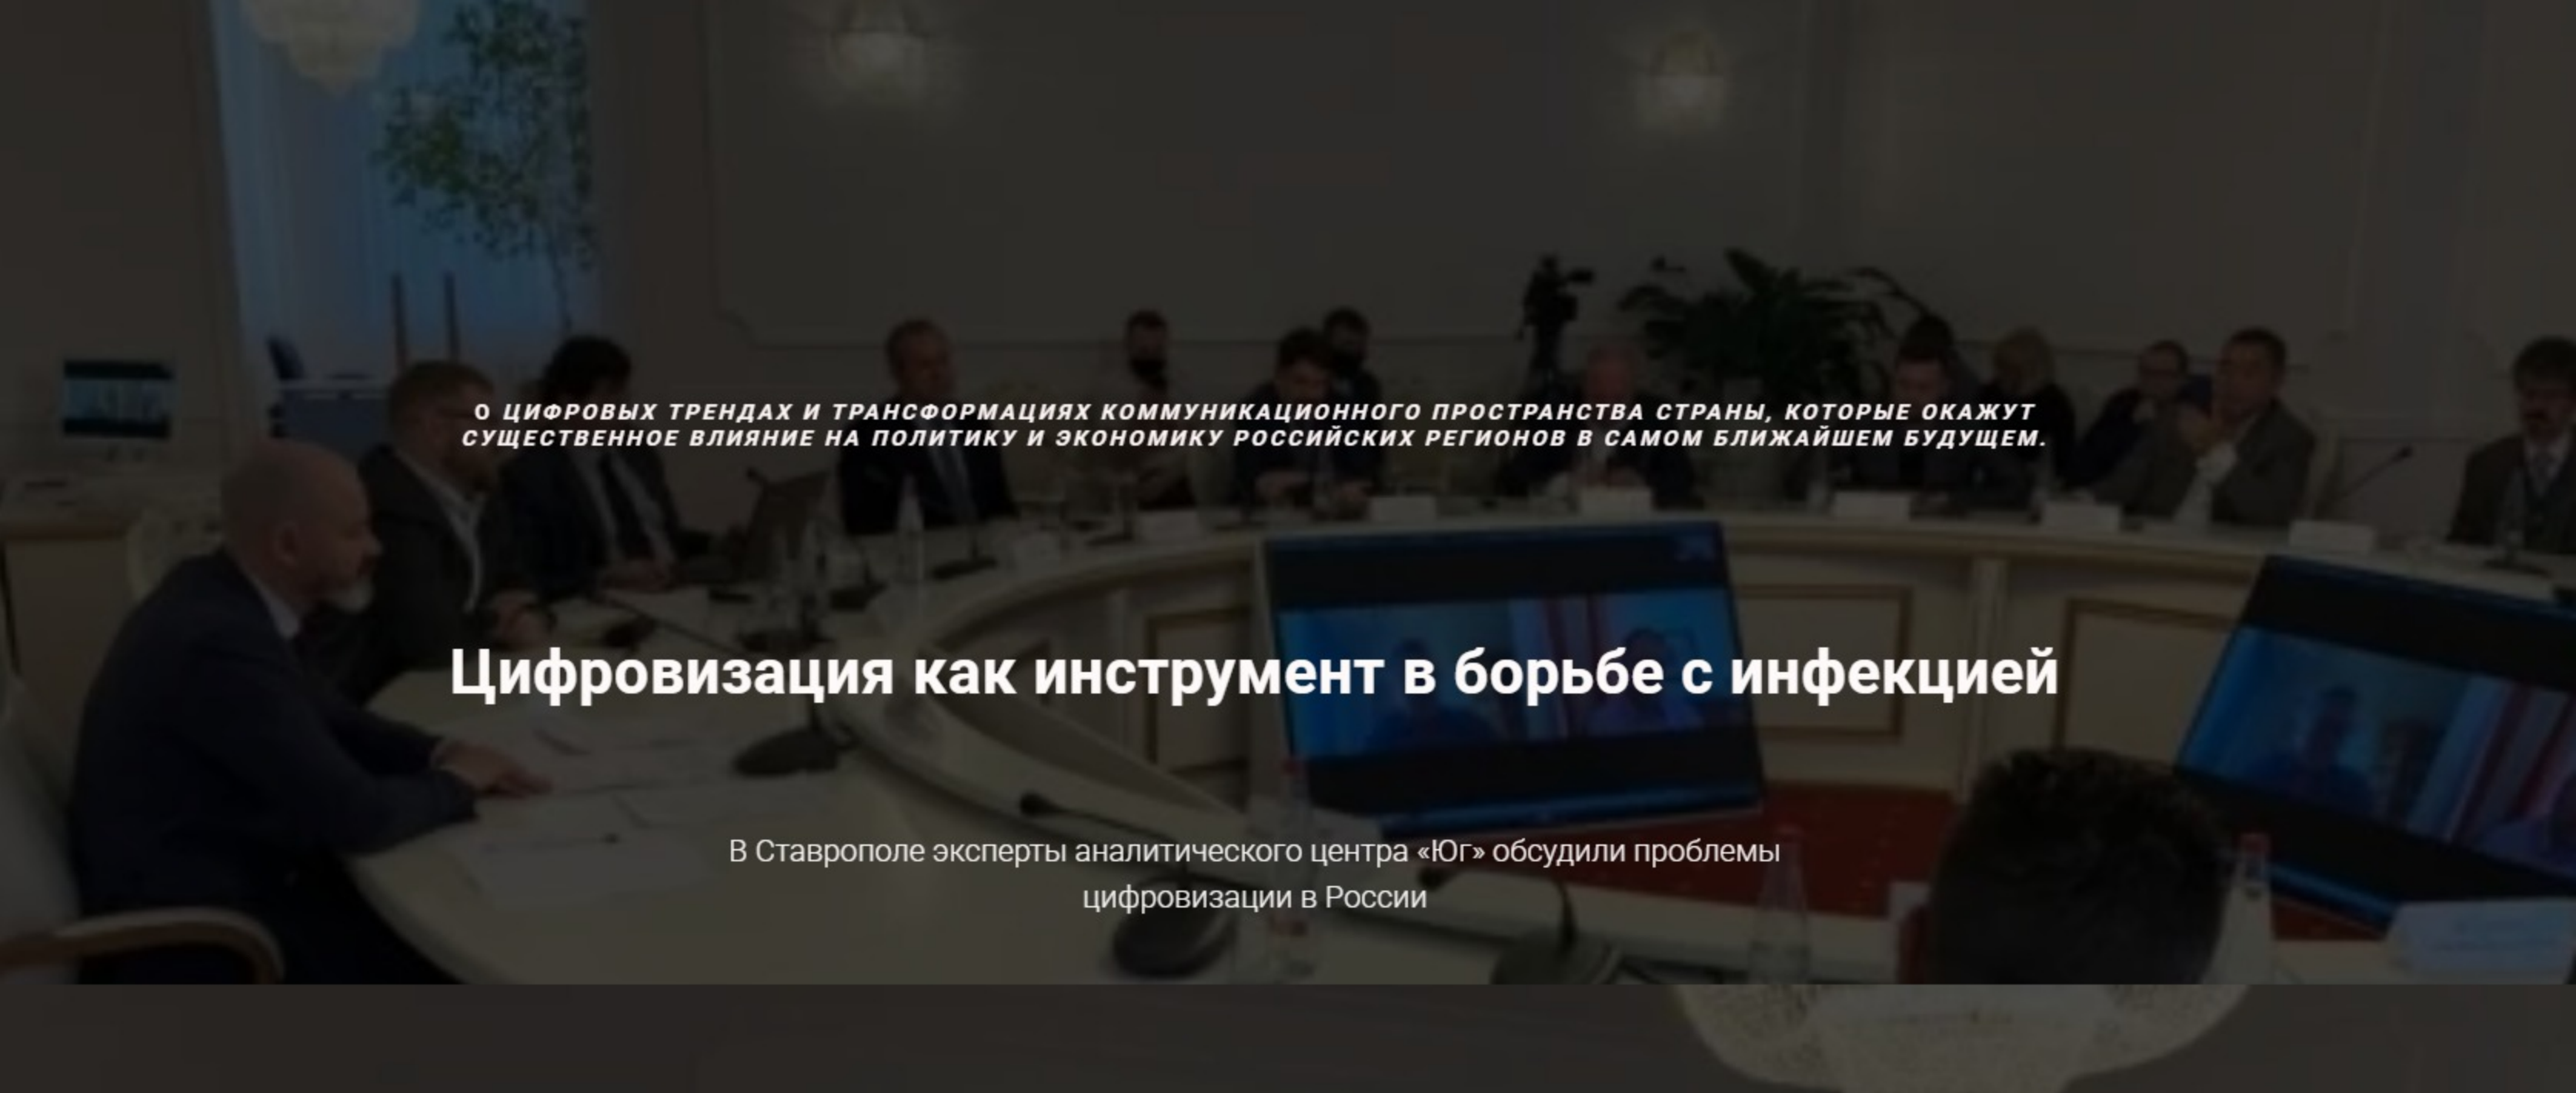 О ЦИФРОВЫХ ТРЕНДАХ И ТРАНСФОРМАЦИЯХ КОММУНИКАЦИОННОГО ПРОСТРАНСТВА СТРАНЫ, КОТОРЫЕ ОКАЖУТ
СУЩЕСТВЕННОЕ ВЛИЯНИЕ НА ПОЛИТИКУ И ЭКОНОМИКУ РОССИЙСКИХ РЕГИОНОВ В САМОМ БЛИЖАЙШЕМ БУДУЩЕМ.
Цифровизация как инструмент в борьбе с инфекцией
В Ставрополе эксперты аналитического центра «Юг» обсудили проблемы
цифровизации в России